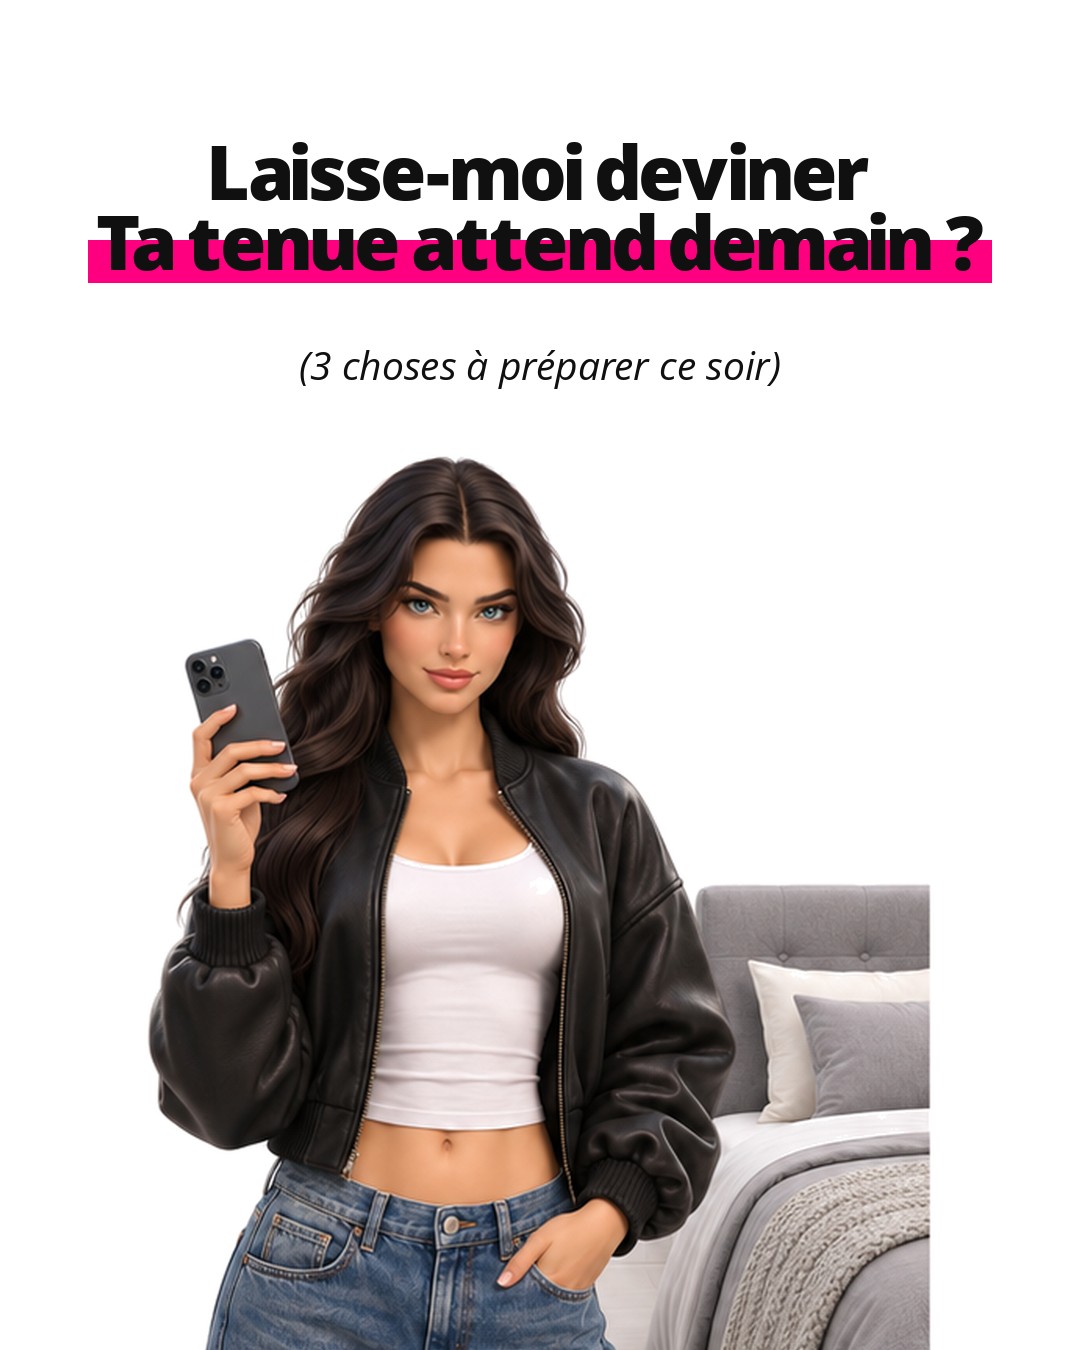 Laisse-moi deviner
Ta tenue attend demain ?
(3 choses à préparer ce soir)